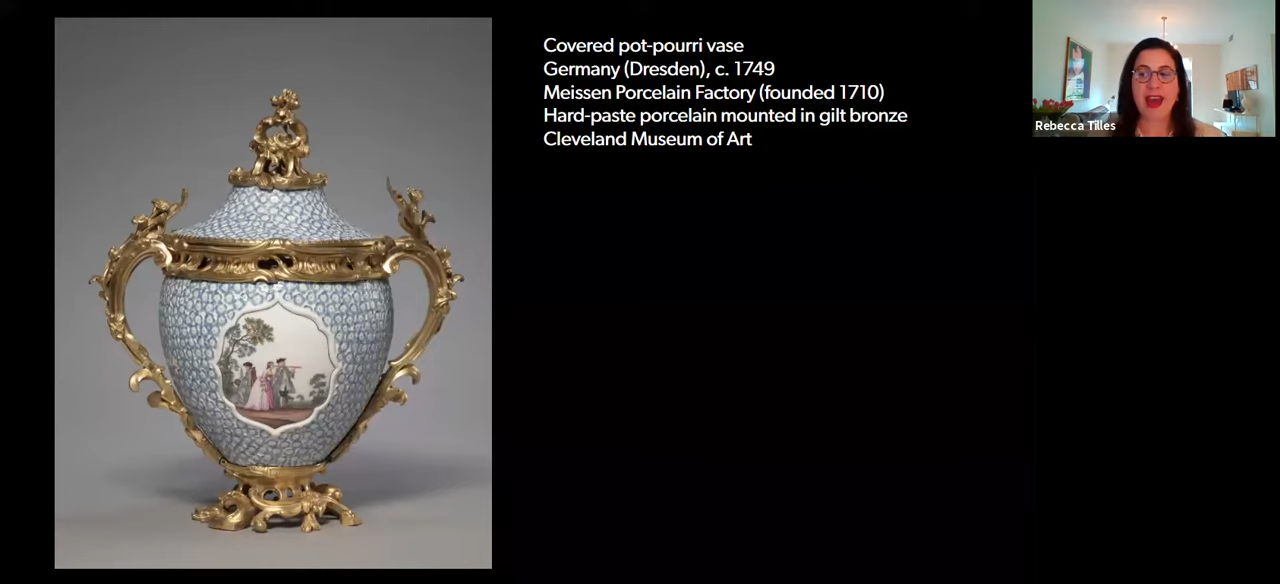 Covered pot-pourri vase
Germany (Dresden), c. 1749
Meissen Porcelain Factory (founded 1710)
Hard-paste porcelain mounted in gilt bronze
Cleveland Museum of Art
Rebecca Tilles